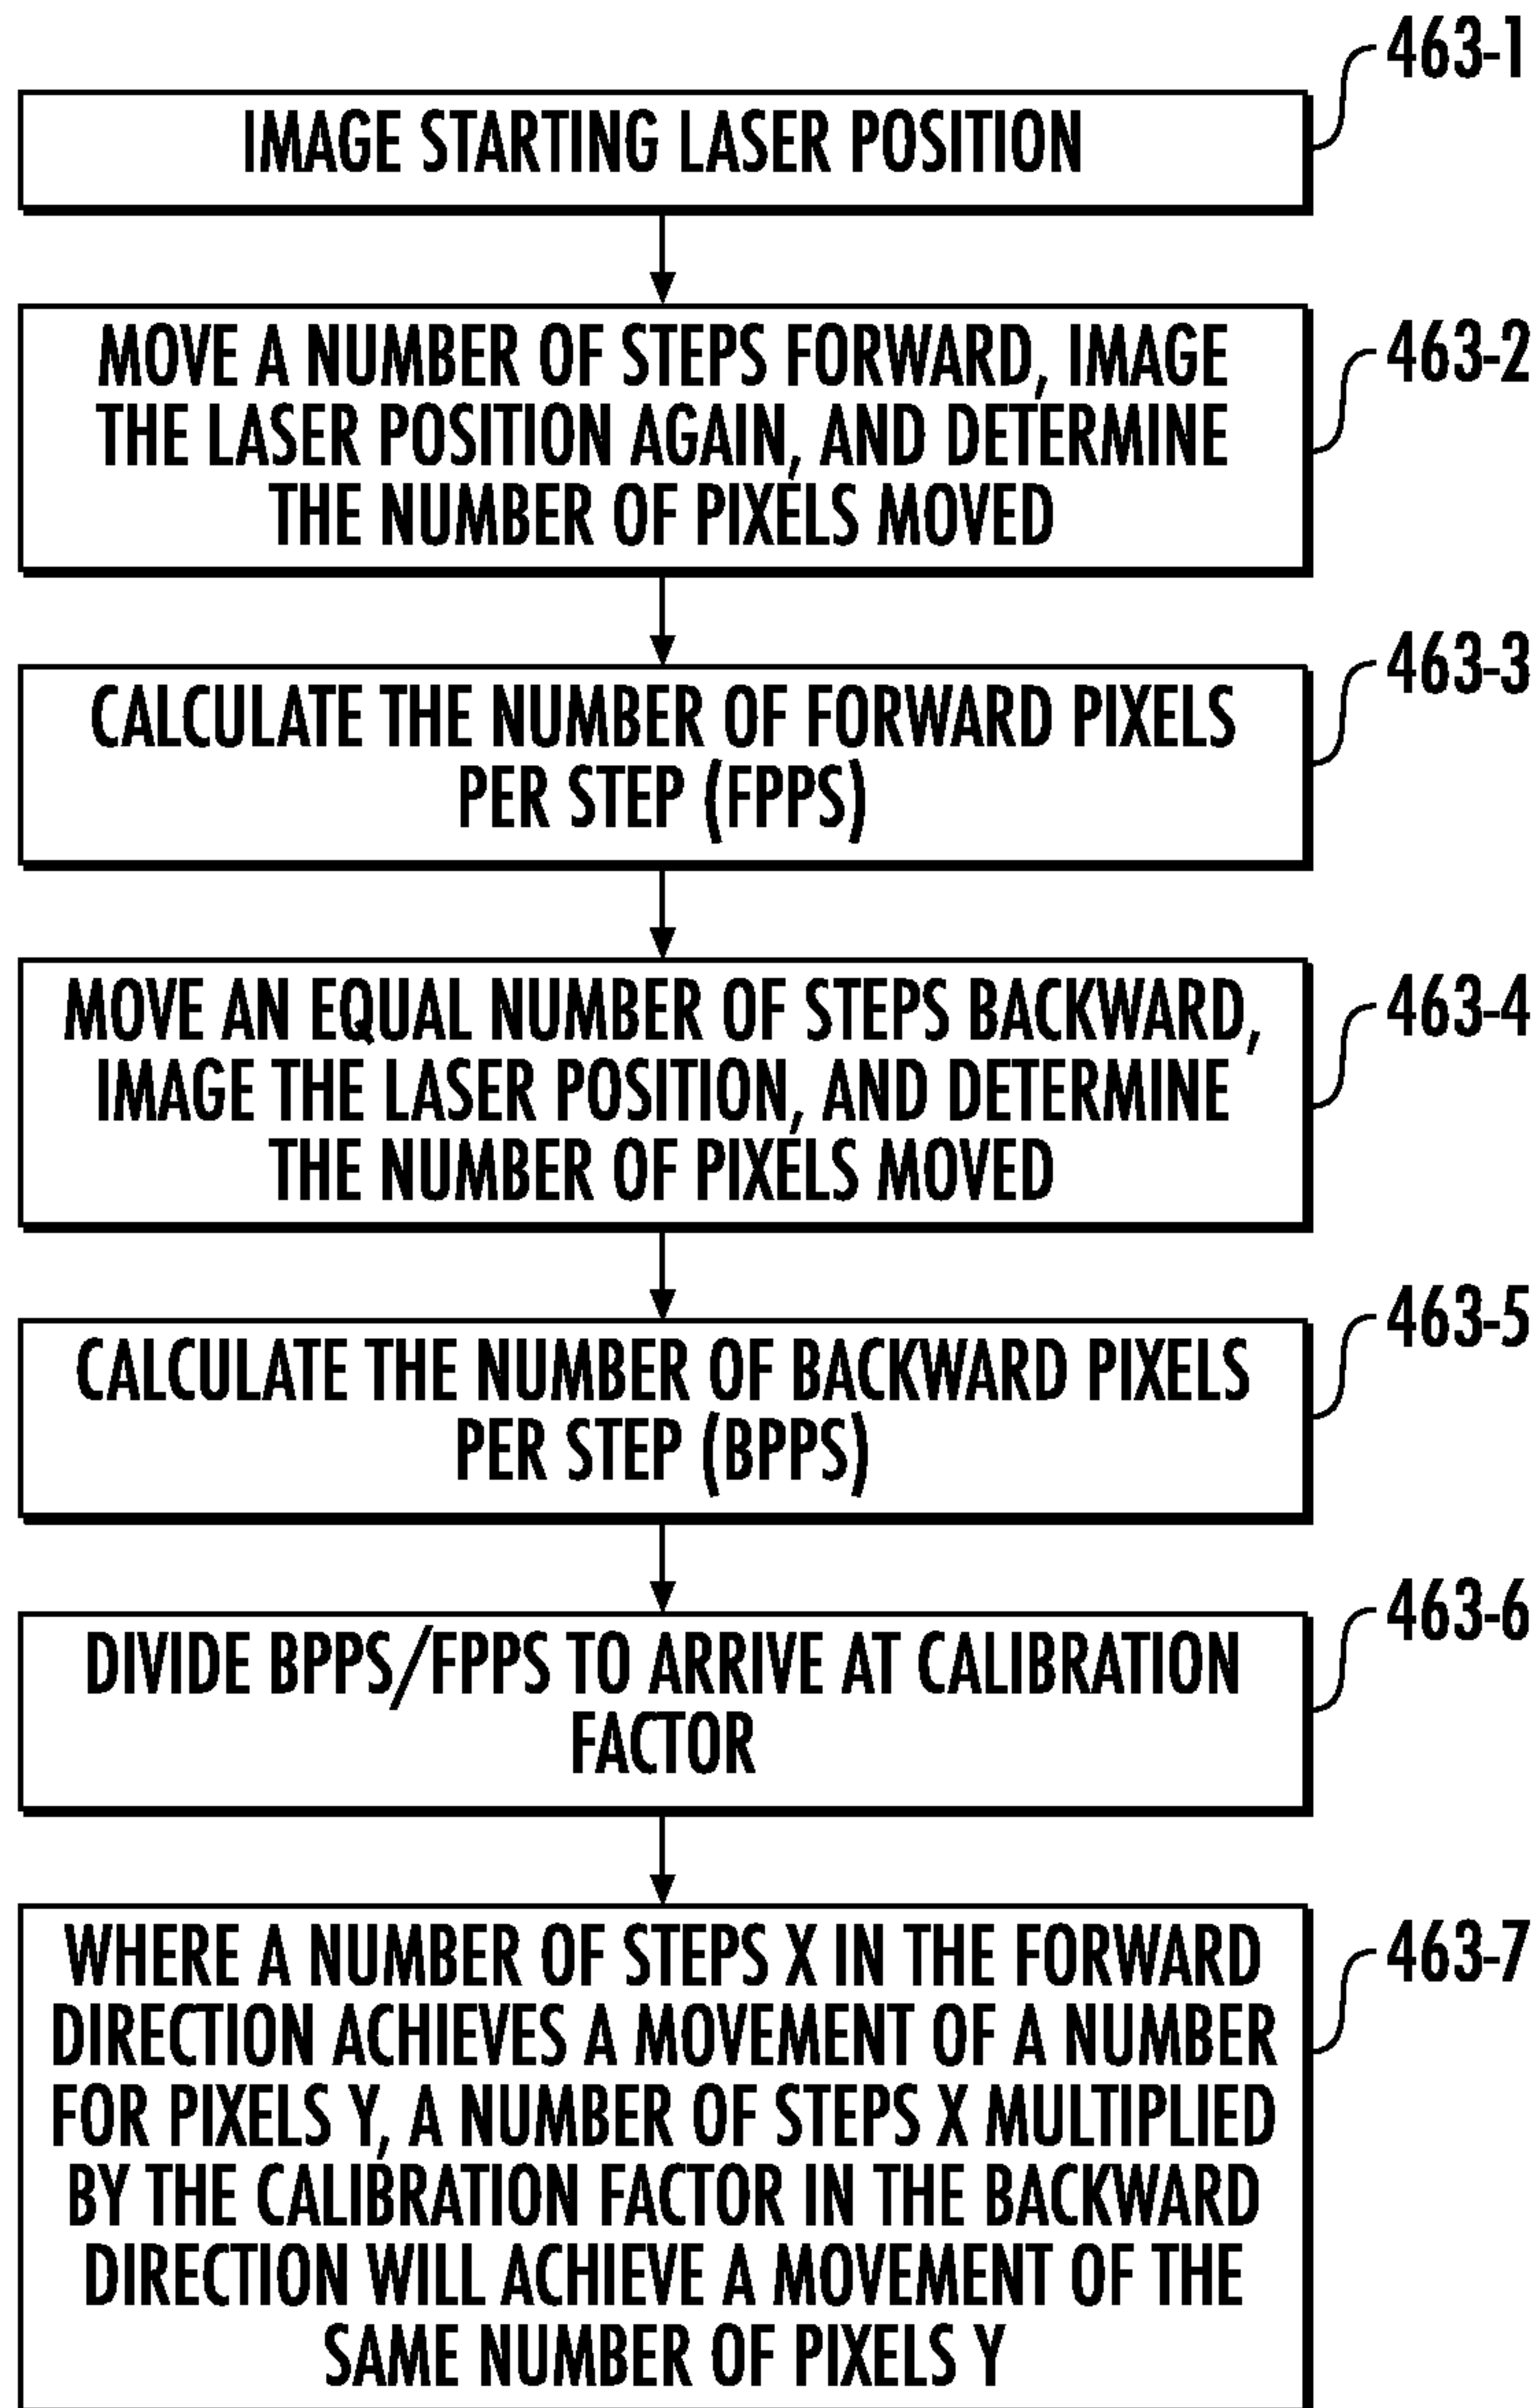 463-1
IMAGE STARTING LASER POSITION
463-2
MOVE A NUMBER OF STEPS FORWARD, IMAGE
THE LASER POSITION AGAIN, AND DETERMINE
THE NUMBER OF PIXELS MOVED
463-3
CALCULATE THE NUMBER OF FORWARD PIXELS
PER STEP (FPPS)
463-4
MOVE AN EQUAL NUMBER OF STEPS BACKWARD,
IMAGE THE LASER POSITION, AND DETERMINE
THE NUMBER OF PIXELS MOVED
463-5
CALCULATE THE NUMBER OF BACKWARD PIXELS
PER STEP (BPPS)
463-6
DIVIDE BPPS/FPPS TO ARRIVE AT CALIBRATION
FACTOR
463-7
WHERE A NUMBER OF STEPS X IN THE FORWARD
DIRECTION ACHIEVES A MOVEMENT OF A NUMBER
FOR PIXELS Y, A NUMBER OF STEPS X MULTIPLIED
BY THE CALIBRATION FACTOR IN THE BACKWARD
DIRECTION WILL ACHIEVE A MOVEMENT OF THE
SAME NUMBER OF PIXELS Y